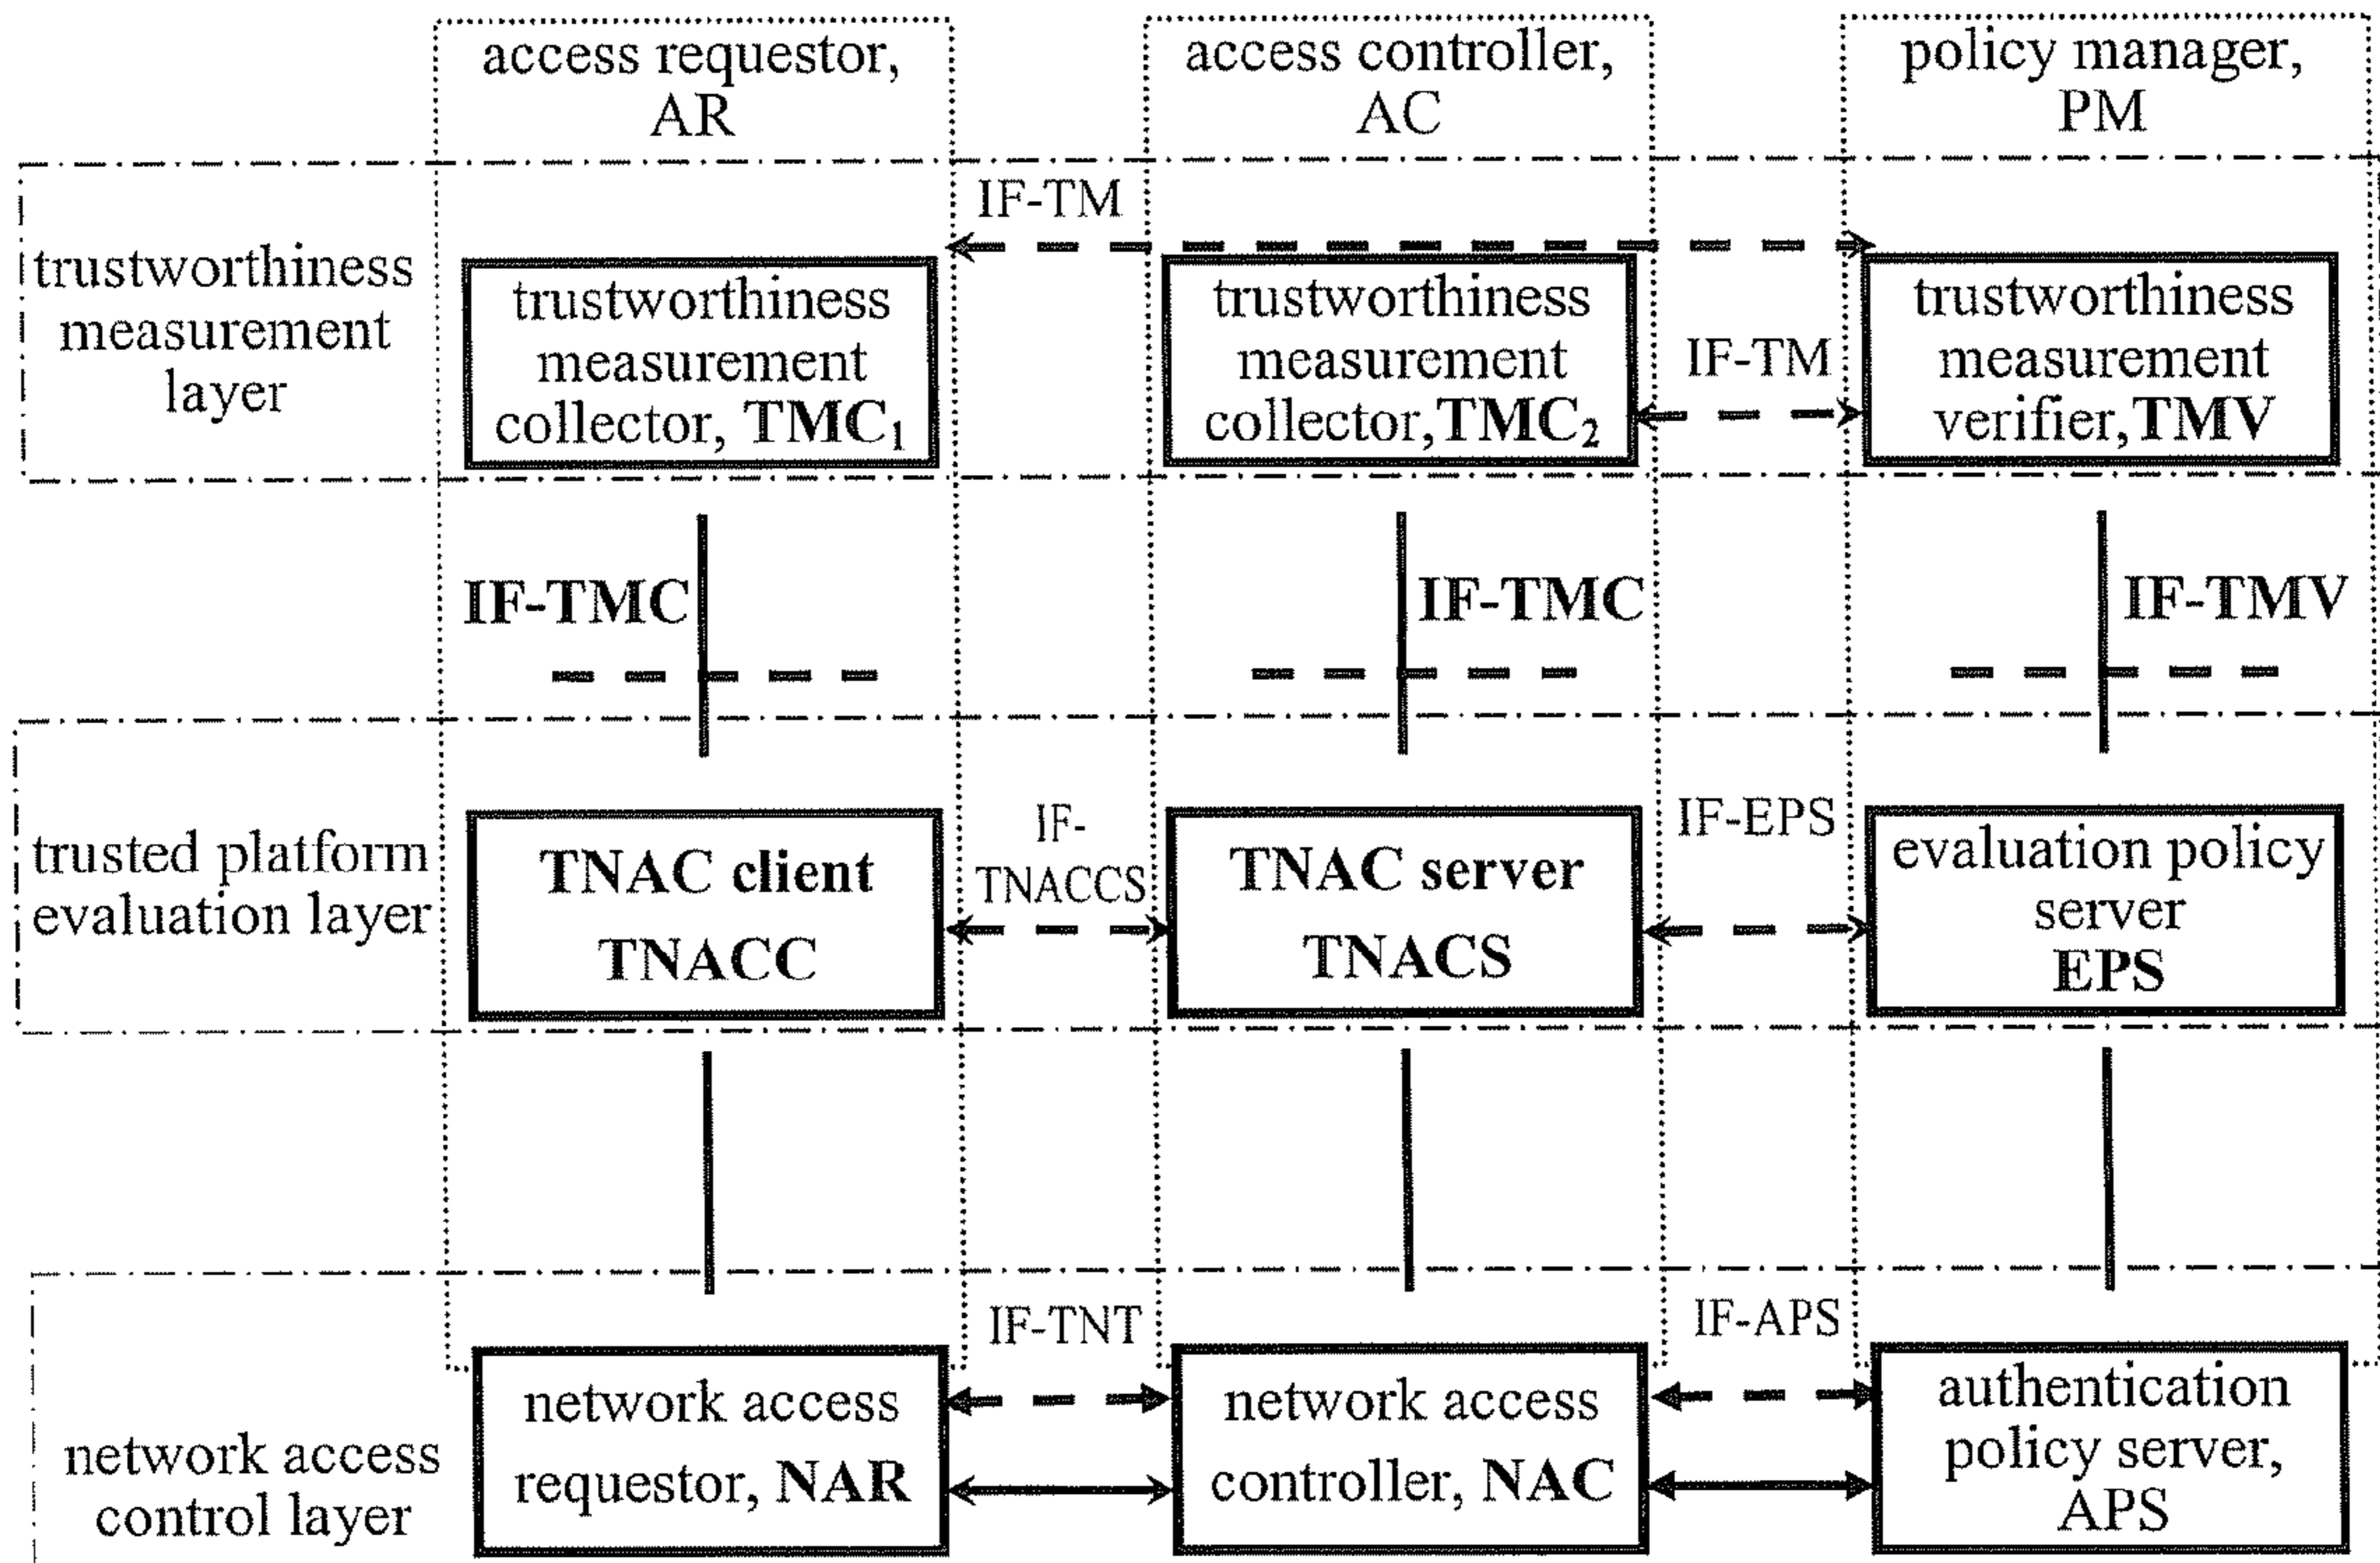 access requestor,
AR
access controller,
AC
policy manager,
PM
IF-TM
trustworthiness
measurement
layer
trustworthiness
measurement
collector, TMC₁
trustworthiness
measurement
collector,TMC₂
IF-TM
trustworthiness
measurement
verifier,TMV
IF-TMC
IF-TMC
IF-TMV
trusted platform
evaluation layer
TNAC client
TNACC
IF-
TNACCS
TNAC server
TNACS
IF-EPS
evaluation policy
server
EPS
IF-TNT
IF-APS
network access
control layer
network access
requestor, NAR
network access
controller, NAC
authentication
policy server,
APS